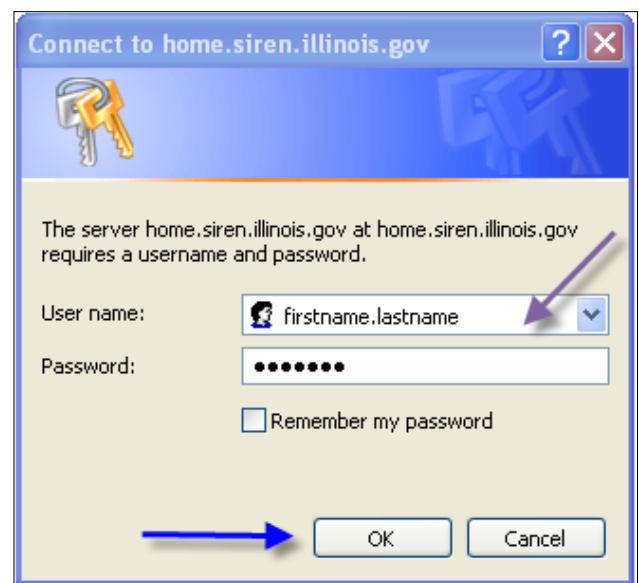 Connect to home.siren.illinois.gov
The server home.siren.illinois.gov at home.siren.illinois.gov
requires a username and password.
User name:
firstname.lastname
Password:
●●●●●●●
Remember my password
OK
Cancel